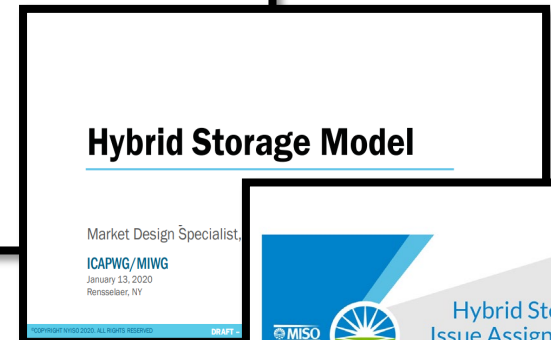 Hybrid Storage Model
Market Design Specialist,
ICAPWG/MIWG
January 13, 2020
Rensselaer, NY
©COPYRIGHT NYISO 2020. ALL RIGHTS RESERVED
DRAFT –
MISO
Hybrid Sto
Issue Assign